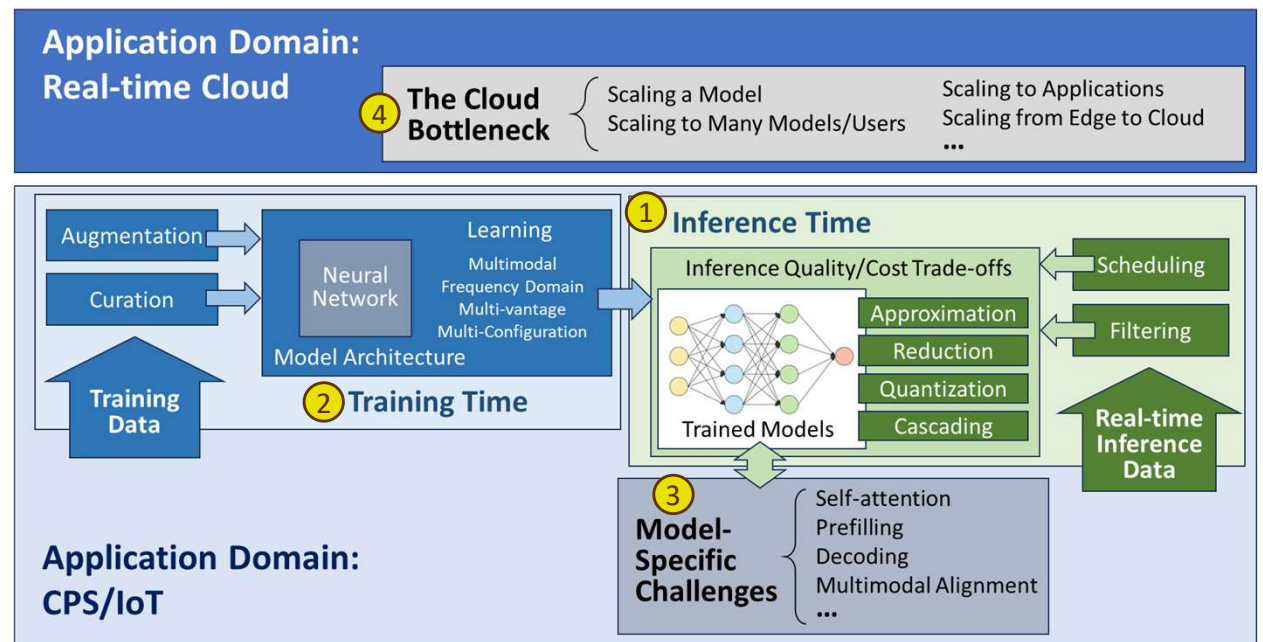 Application Domain:
Real-time Cloud
4
The Cloud
Bottleneck
Scaling a Model
Scaling to Many Models/Users
Scaling to Applications
Scaling from Edge to Cloud
...
Augmentation
Curation
Training
Data
Neural
Network
Learning
Multimodal
Frequency Domain
Multi-vantage
Multi-Configuration
Model Architecture
2
Training Time
1
Inference Time
Inference Quality/Cost Trade-offs
Trained Models
Approximation
Reduction
Quantization
Cascading
Scheduling
Filtering
Real-time
Inference
Data
3
Model-
Specific
Challenges
Self-attention
Prefilling
Decoding
Multimodal Alignment
...
Application Domain:
CPS/IoT